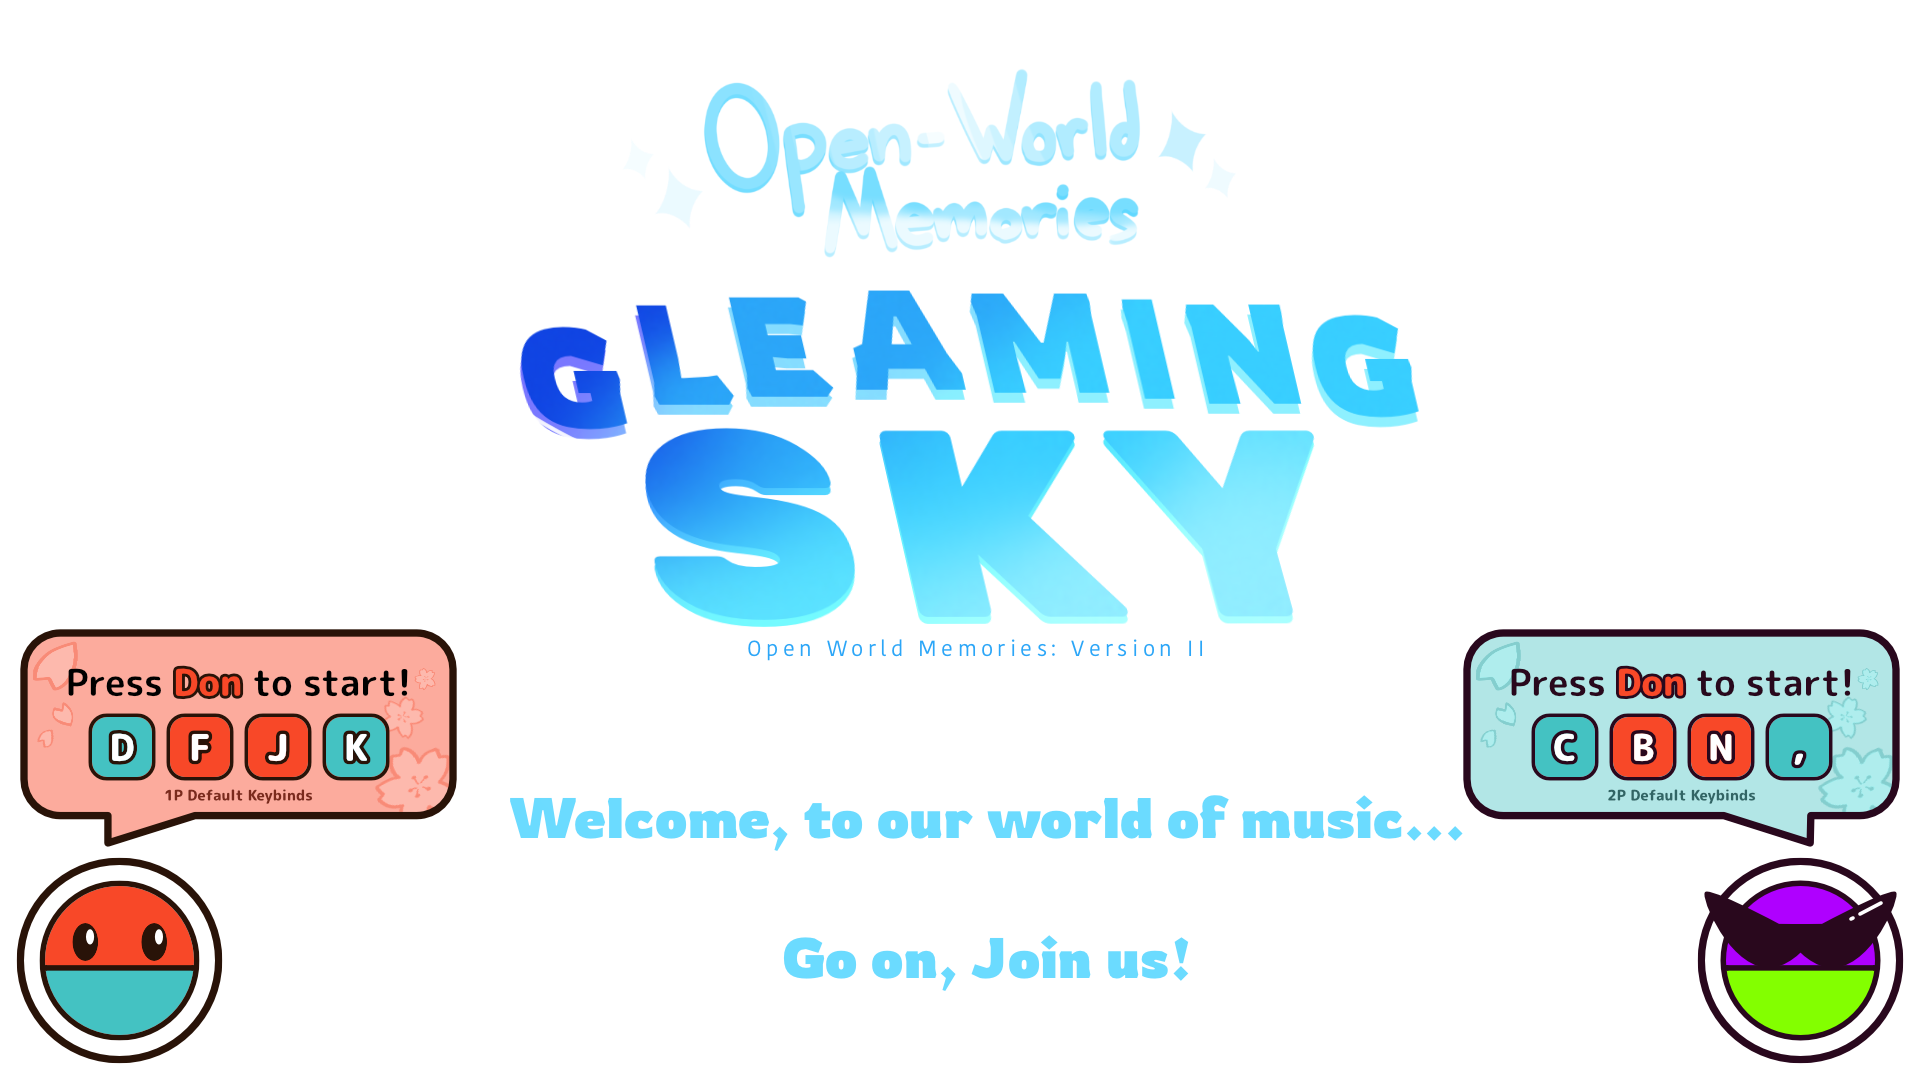 Open-World
Memories
GLEAMING
SKY
Open World Memories: Version II
Press Don to start!
D F J K
1P Default Keybinds
Press Don to start!
C B N ,
2P Default Keybinds
Welcome, to our world of music...
Go on, Join us!